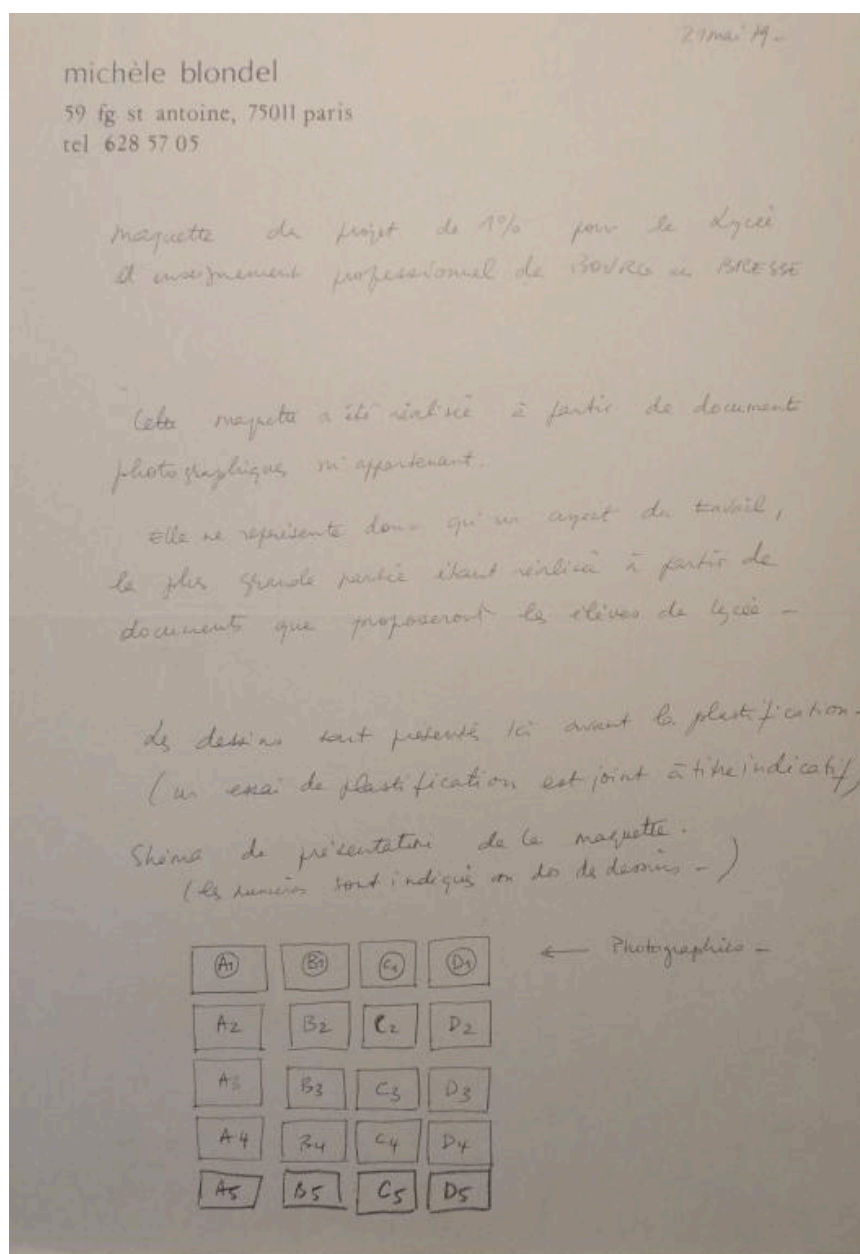 21 mai 79 -
michèle blondel
59 fg st antoine, 75011 paris
tel 628 57 05
maquette du projet de 1% pour le Lycée
d'enseignement professionnel de BOURG en BRESSE
Cette maquette a été réalisée à partir de documents
photographiques m'appartenant.
Elle ne représente donc qu'un aspect du travail,
la plus grande partie étant réalisée à partir de
documents que proposeront les élèves du lycée -
Les dessins sont présentés ici avant la plastification.
(un essai de plastification est joint à titre indicatif)
Shéma de présentation de la maquette.
(les numéros sont indiqués au dos des dessins -)
A1 B1 C1 D1 ← Photographies -
A2 B2 C2 D2
A3 B3 C3 D3
A4 B4 C4 D4
A5 B5 C5 D5